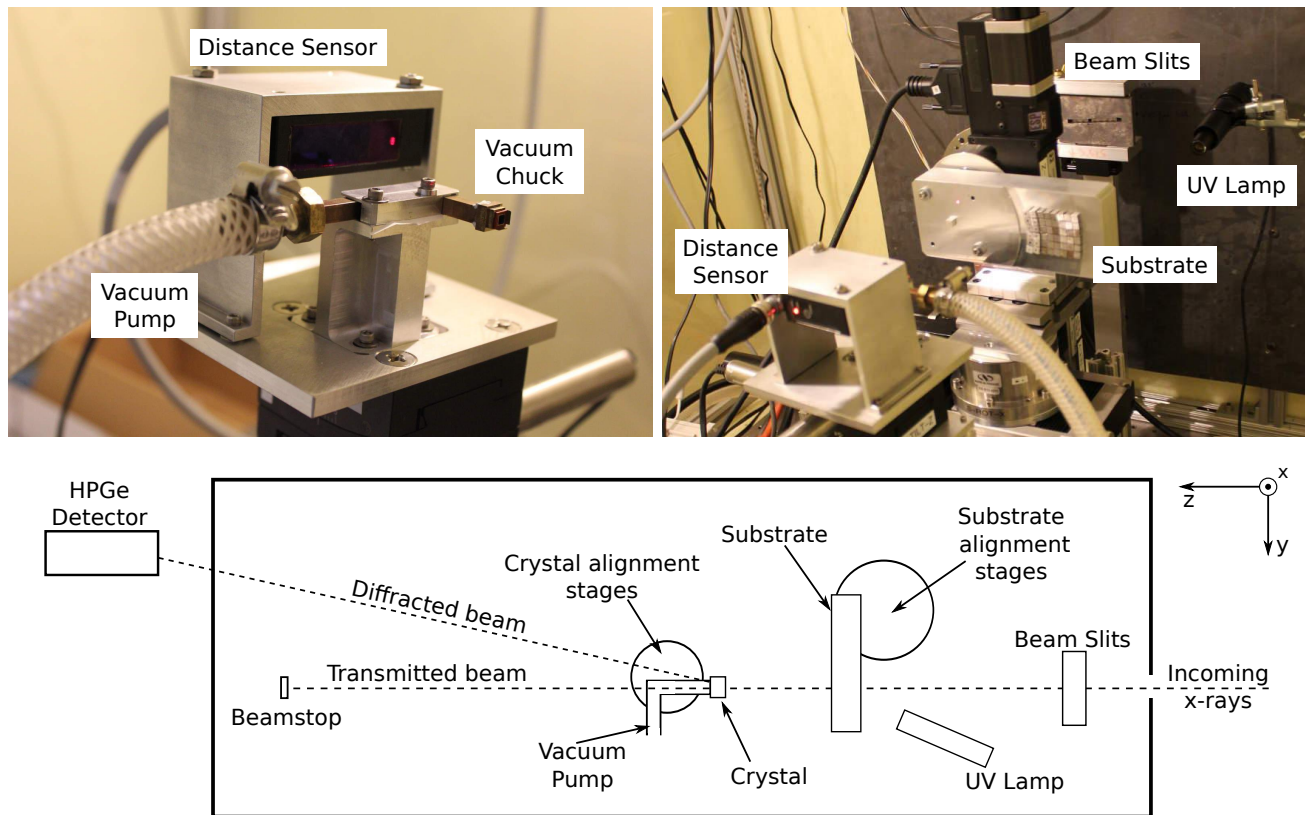 Distance Sensor
Vacuum
Chuck
Vacuum
Pump
Beam Slits
UV Lamp
Distance
Sensor
Substrate
HPGe
Detector
Diffracted beam
Crystal alignment
stages
Substrate
Substrate
alignment
stages
x
z
y
Beam Slits
Transmitted beam
Incoming
x-rays
Beamstop
Vacuum
Pump
Crystal
UV Lamp